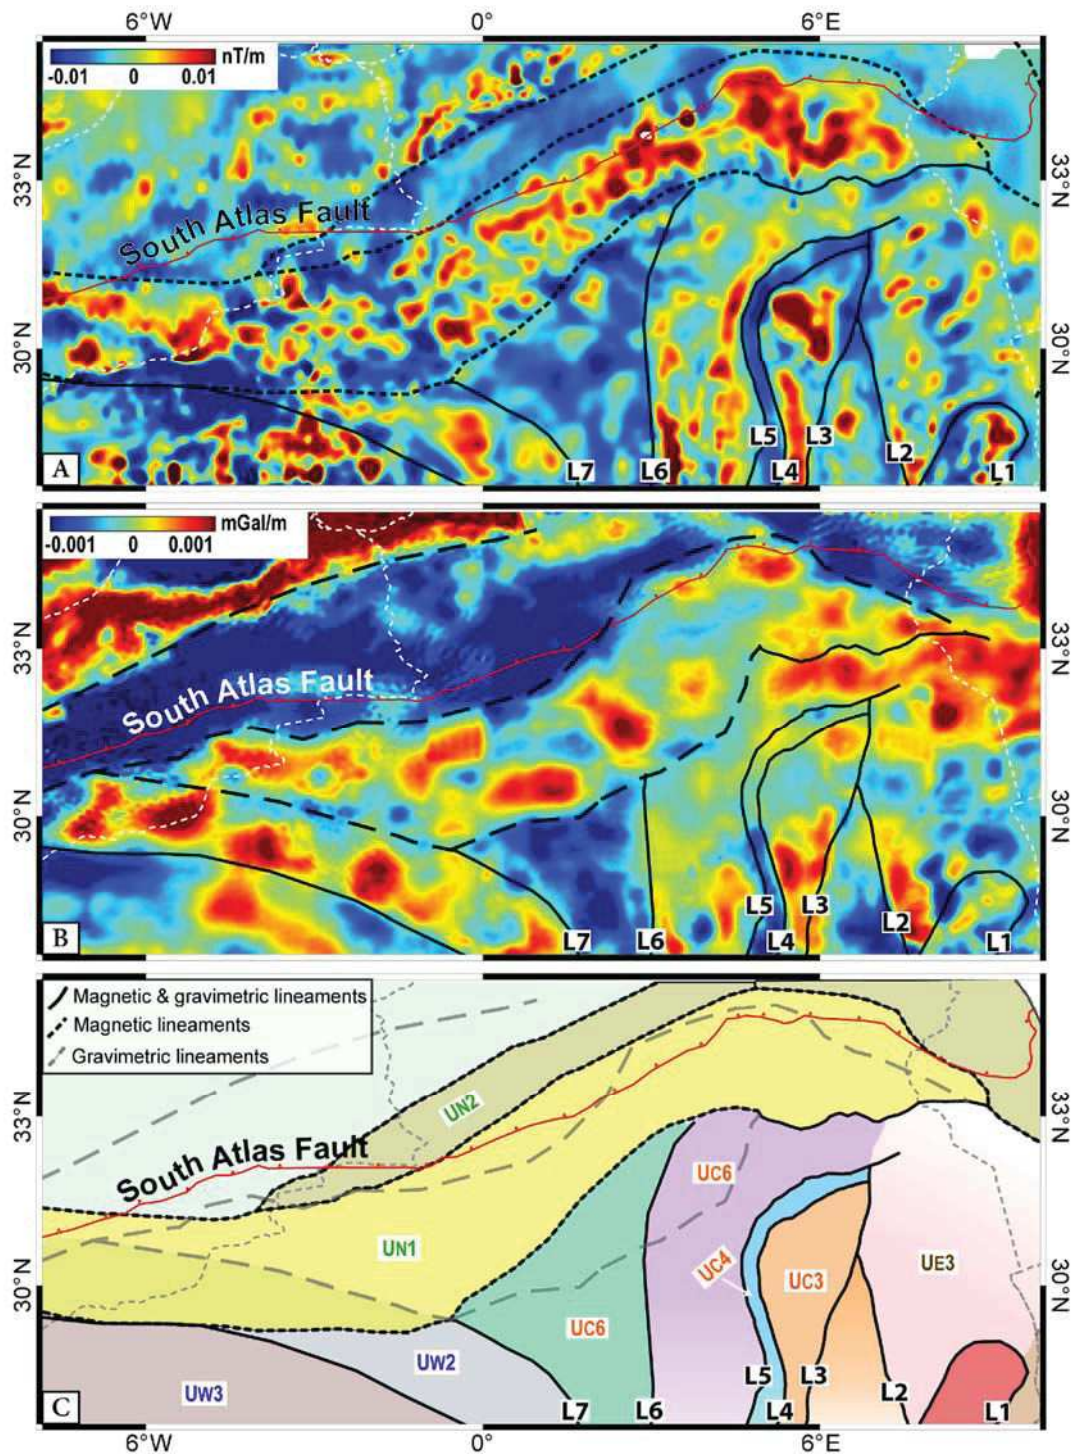 6°W 0° 6°E
nT/m
-0.01 0 0.01
33°N
33°N
South Atlas Fault
30°N
30°N
L7 L6 L5 L4 L3 L2 L1
A
mGal/m
-0.001 0 0.001
33°N
33°N
South Atlas Fault
30°N
30°N
L7 L6 L5 L4 L3 L2 L1
B
Magnetic & gravimetric lineaments
Magnetic lineaments
Gravimetric lineaments
UN2
33°N
33°N
South Atlas Fault
UC6
UN1
UC4
UC3
UE3
30°N
30°N
UC6
UW2
UW3
L7 L6 L5 L4 L3 L2 L1
C
6°W 0° 6°E